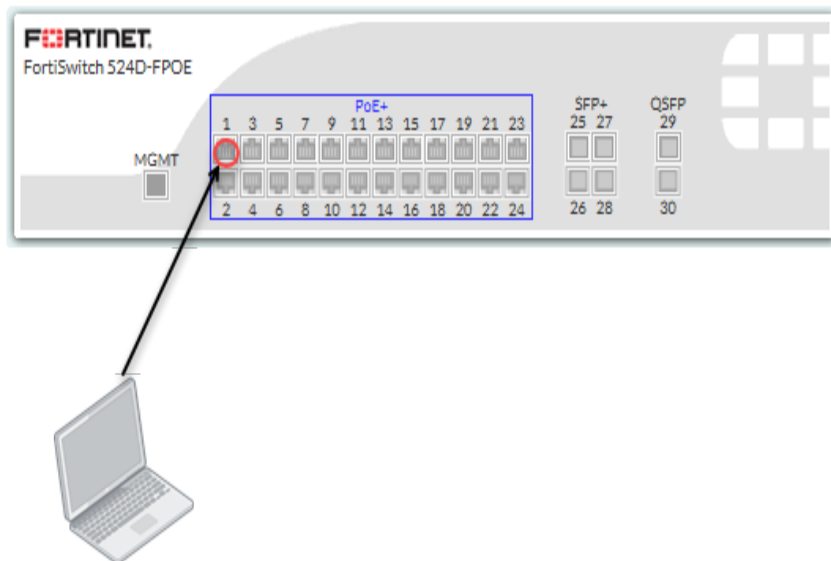 FORTINET.
FortiSwitch 524D-FPOE
PoE+
1 3 5 7 9 11 13 15 17 19 21 23
SFP+
25 27
QSFP
29
MGMT
2 4 6 8 10 12 14 16 18 20 22 24
26 28
30